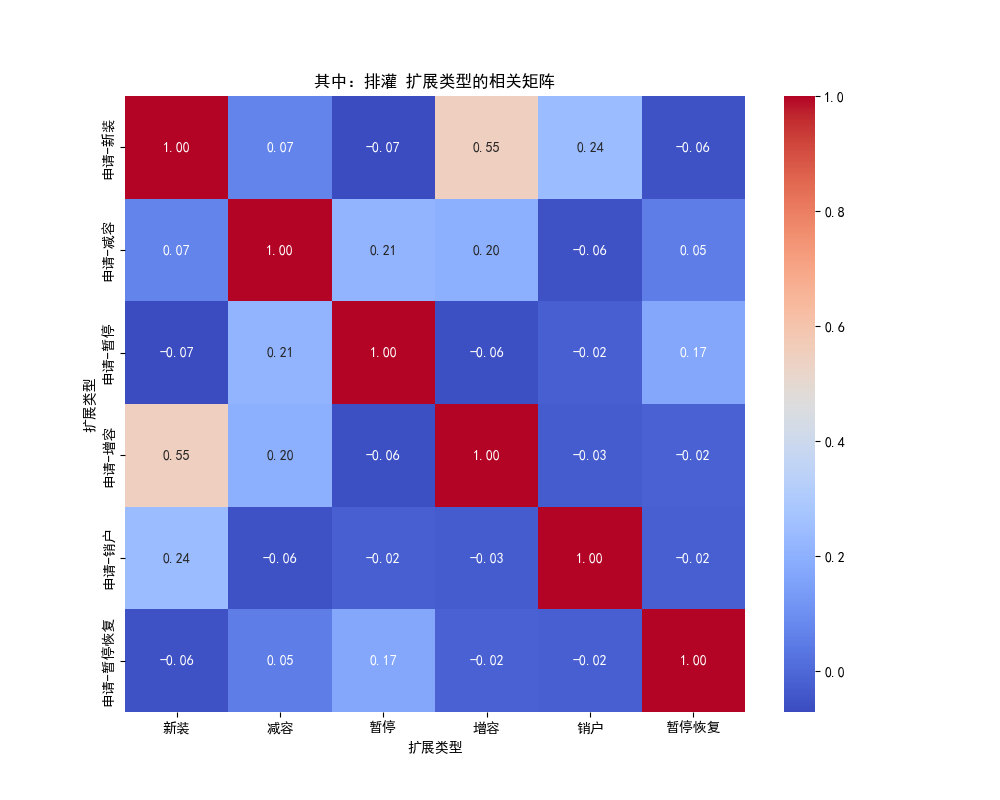 其中：排灌 扩展类型的相关矩阵
扩展类型
申请-新装
1.00 0.07 -0.07 0.55 0.24 -0.06
申请-减容
0.07 1.00 0.21 0.20 -0.06 0.05
申请-暂停
-0.07 0.21 1.00 -0.06 -0.02 0.17
申请-增容
0.55 0.20 -0.06 1.00 -0.03 -0.02
申请-销户
0.24 -0.06 -0.02 -0.03 1.00 -0.02
申请-暂停恢复
-0.06 0.05 0.17 -0.02 -0.02 1.00
新装 减容 暂停 增容 销户 暂停恢复
扩展类型
1.0
0.8
0.6
0.4
0.2
0.0